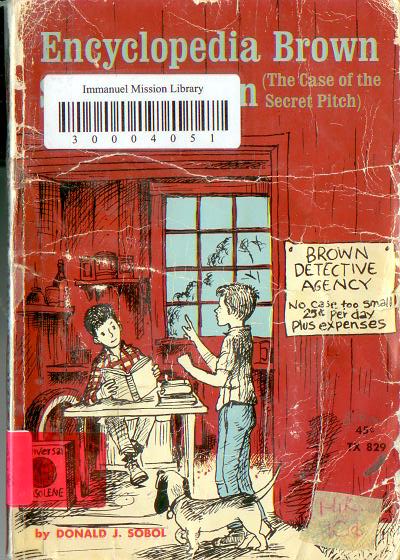 Encyclopedia Brown
(The Case of the
Secret Pitch)
Immanuel Mission Library
30004051
BROWN
DETECTIVE
AGENCY
No case too small
25¢ per day
Plus expenses
45¢
TX 829
by DONALD J. SOBOL